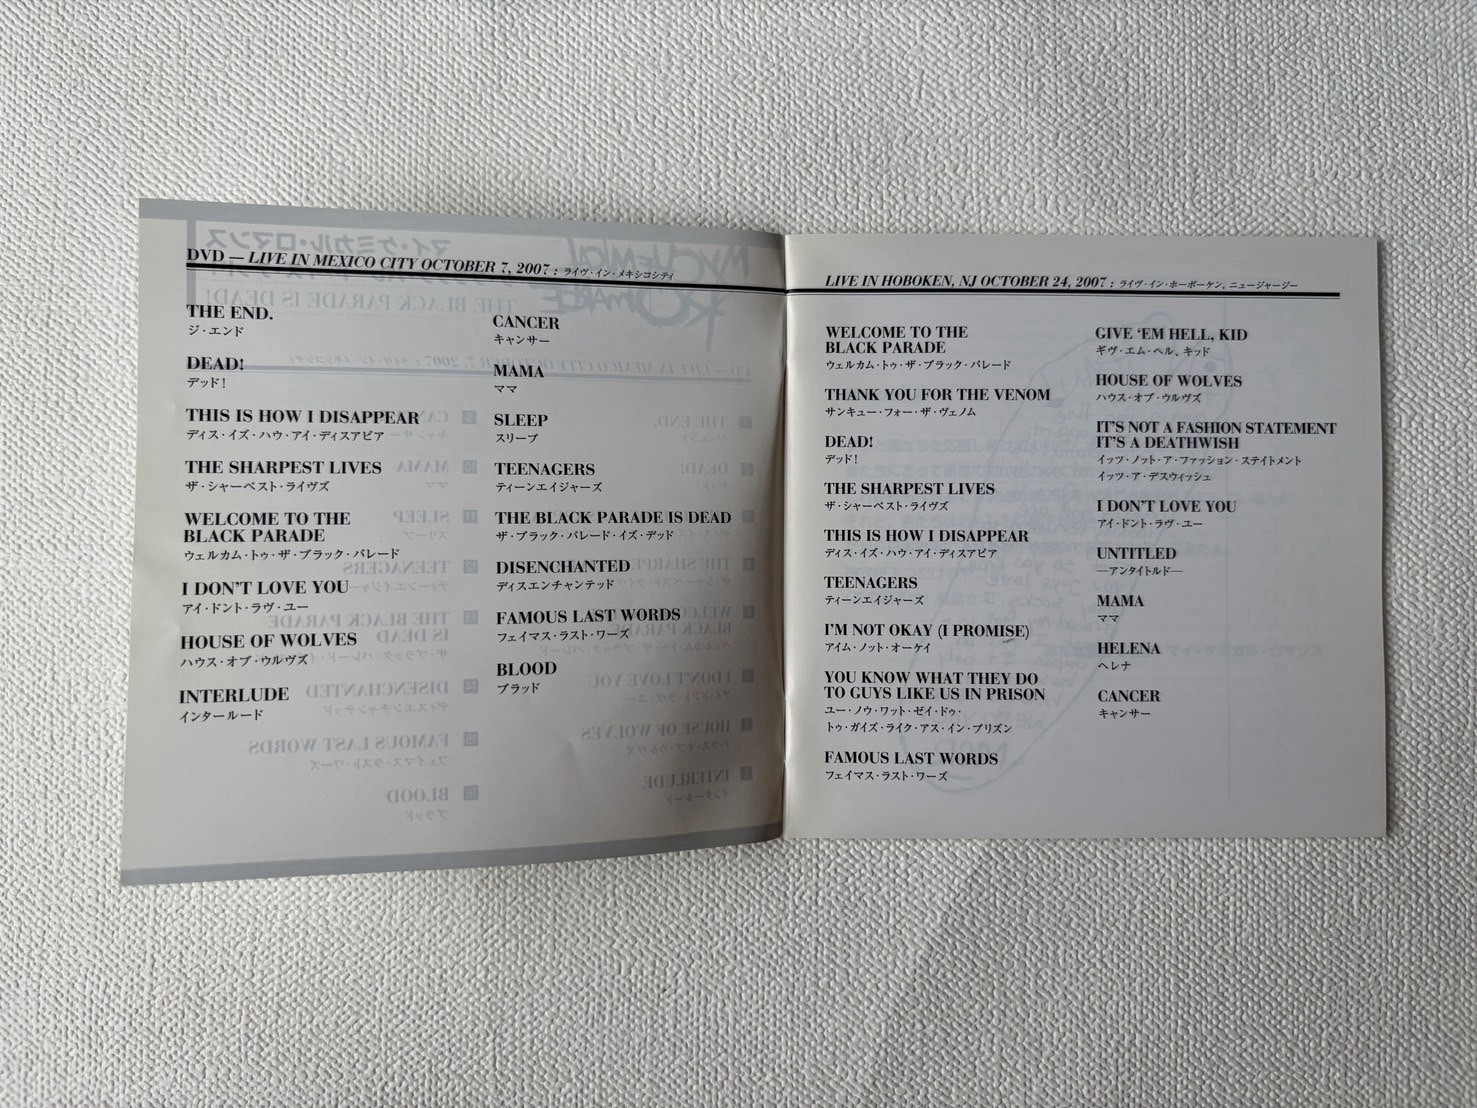 DVD — LIVE IN MEXICO CITY OCTOBER 7, 2007 : ライヴ・イン・メキシコシティ
THE END.
ジ・エンド
DEAD!
デッド!
THIS IS HOW I DISAPPEAR
ディス・イズ・ハウ・アイ・ディスアピア
THE SHARPEST LIVES
ザ・シャーペスト・ライヴズ
WELCOME TO THE
BLACK PARADE
ウェルカム・トゥ・ザ・ブラック・パレード
I DON'T LOVE YOU
アイ・ドント・ラヴ・ユー
HOUSE OF WOLVES
ハウス・オブ・ウルヴズ
INTERLUDE
インタールード
CANCER
キャンサー
MAMA
ママ
SLEEP
スリープ
TEENAGERS
ティーンエイジャーズ
THE BLACK PARADE IS DEAD
ザ・ブラック・パレード・イズ・デッド
DISENCHANTED
ディスエンチャンテッド
FAMOUS LAST WORDS
フェイマス・ラスト・ワーズ
BLOOD
ブラッド
LIVE IN HOBOKEN, NJ OCTOBER 24, 2007 : ライヴ・イン・ホーボーケン、ニュージャージー
WELCOME TO THE
BLACK PARADE
ウェルカム・トゥ・ザ・ブラック・パレード
THANK YOU FOR THE VENOM
サンキュー・フォー・ザ・ヴェノム
DEAD!
デッド!
THE SHARPEST LIVES
ザ・シャーペスト・ライヴズ
THIS IS HOW I DISAPPEAR
ディス・イズ・ハウ・アイ・ディスアピア
TEENAGERS
ティーンエイジャーズ
I'M NOT OKAY (I PROMISE)
アイム・ノット・オーケイ
YOU KNOW WHAT THEY DO
TO GUYS LIKE US IN PRISON
ユー・ノウ・ワット・ゼイ・ドゥ・
トゥ・ガイズ・ライク・アス・イン・プリズン
FAMOUS LAST WORDS
フェイマス・ラスト・ワーズ
GIVE 'EM HELL, KID
ギヴ・エム・ヘル、キッド
HOUSE OF WOLVES
ハウス・オブ・ウルヴズ
IT'S NOT A FASHION STATEMENT
IT'S A DEATHWISH
イッツ・ノット・ア・ファッション・ステイトメント
イッツ・ア・デスウィッシュ
I DON'T LOVE YOU
アイ・ドント・ラヴ・ユー
UNTITLED
—アンタイトルド—
MAMA
ママ
HELENA
ヘレナ
CANCER
キャンサー